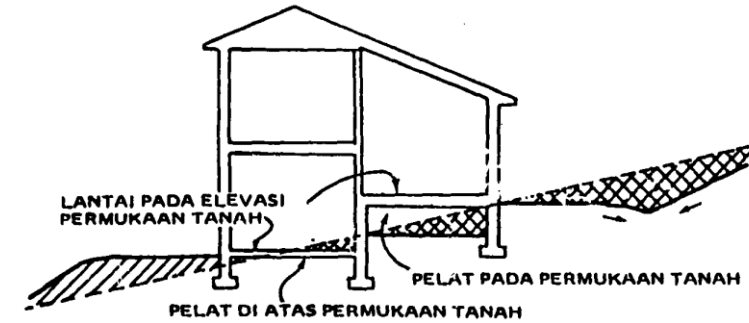 LANTAI PADA ELEVASI
PERMUKAAN TANAH
PELAT PADA PERMUKAAN TANAH
PELAT DI ATAS PERMUKAAN TANAH